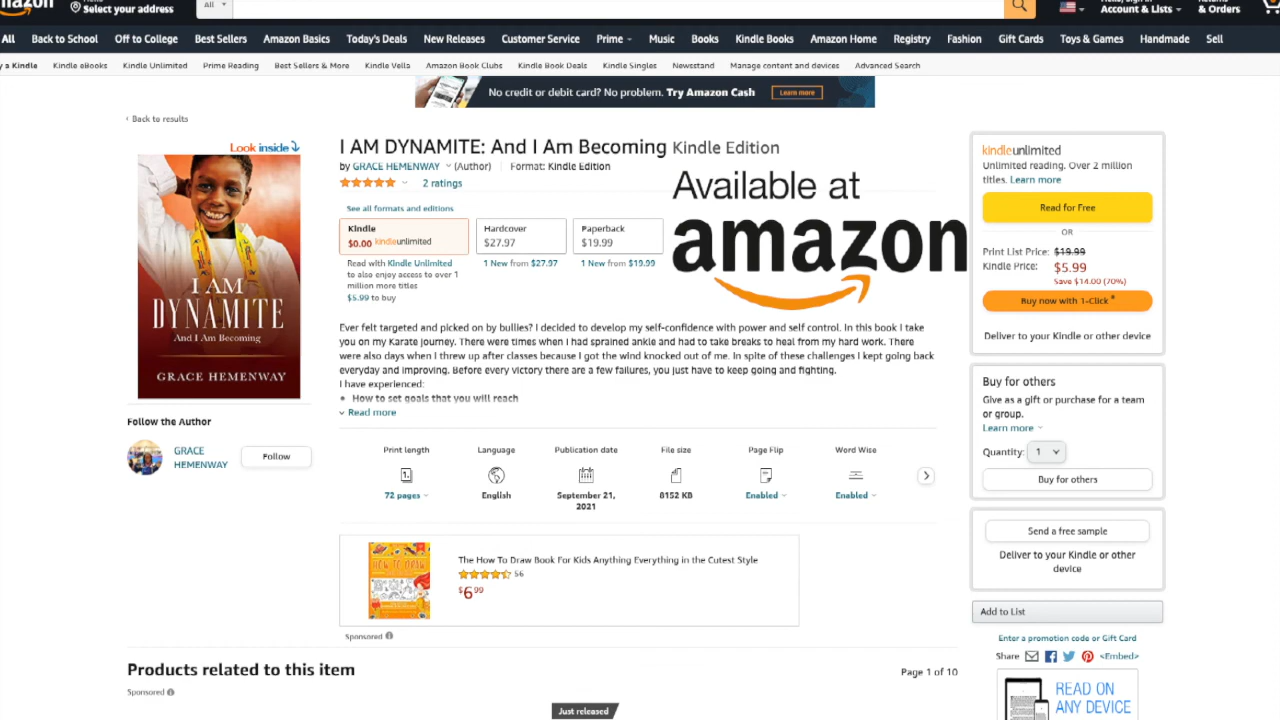 Select your address
All
Account & Lists
& Orders
All Back to School Off to College Best Sellers Amazon Basics Today's Deals New Releases Customer Service Prime Music Books Kindle Books Amazon Home Registry Fashion Gift Cards Toys & Games Handmade Sell
a Kindle Kindle eBooks Kindle Unlimited Prime Reading Best Sellers & More Kindle Vella Amazon Book Clubs Kindle Book Deals Kindle Singles Newsstand Manage content and devices Advanced Search
No credit or debit card? No problem. Try Amazon Cash Learn more
‹ Back to results
Look inside
I AM
DYNAMITE
And I Am Becoming
GRACE HEMENWAY
Follow the Author
GRACE
HEMENWAY
Follow
I AM DYNAMITE: And I Am Becoming Kindle Edition
by GRACE HEMENWAY (Author) | Format: Kindle Edition
2 ratings
Available at
amazon
See all formats and editions
Kindle
$0.00 kindleunlimited
Hardcover
$27.97
Paperback
$19.99
Read with Kindle Unlimited
to also enjoy access to over 1
million more titles
$5.99 to buy
1 New from $27.97
1 New from $19.99
Ever felt targeted and picked on by bullies? I decided to develop my self-confidence with power and self control. In this book I take
you on my Karate journey. There were times when I had sprained ankle and had to take breaks to heal from my hard work. There
were also days when I threw up after classes because I got the wind knocked out of me. In spite of these challenges I kept going back
everyday and improving. Before every victory there are a few failures, you just have to keep going and fighting.
I have experienced:
• How to set goals that you will reach
Read more
Print length
72 pages
Language
English
Publication date
September 21,
2021
File size
8152 KB
Page Flip
Enabled
Word Wise
Enabled
HOW TO DRAW
The How To Draw Book For Kids Anything Everything in the Cutest Style
56
$6.99
Sponsored
Products related to this item
Page 1 of 10
Sponsored
Just released
kindleunlimited
Unlimited reading. Over 2 million
titles. Learn more
Read for Free
OR
Print List Price: $19.99
Kindle Price: $5.99
Save $14.00 (70%)
Buy now with 1-Click *
Deliver to your Kindle or other device
Buy for others
Give as a gift or purchase for a team
or group.
Learn more
Quantity: 1
Buy for others
Send a free sample
Deliver to your Kindle or other
device
Add to List
Enter a promotion code or Gift Card
Share <Embed>
READ ON
ANY DEVICE